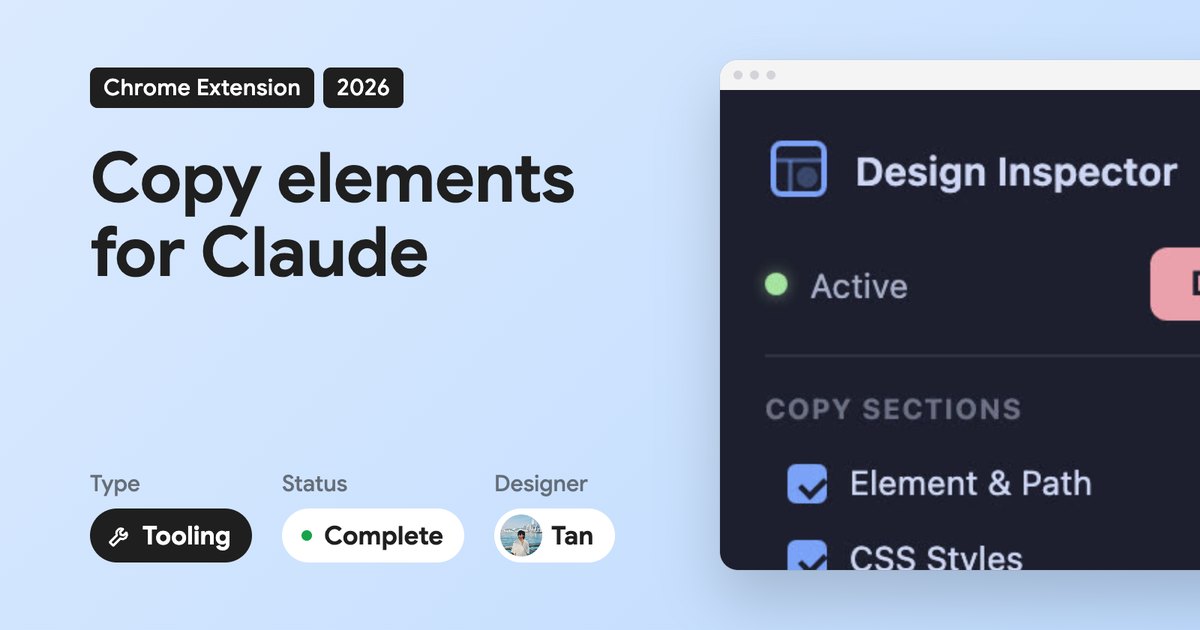 Chrome Extension
2026
Copy elements
for Claude
Type
Status
Designer
Tooling
Complete
Tan
Design Inspector
Active
COPY SECTIONS
Element & Path
CSS Styles